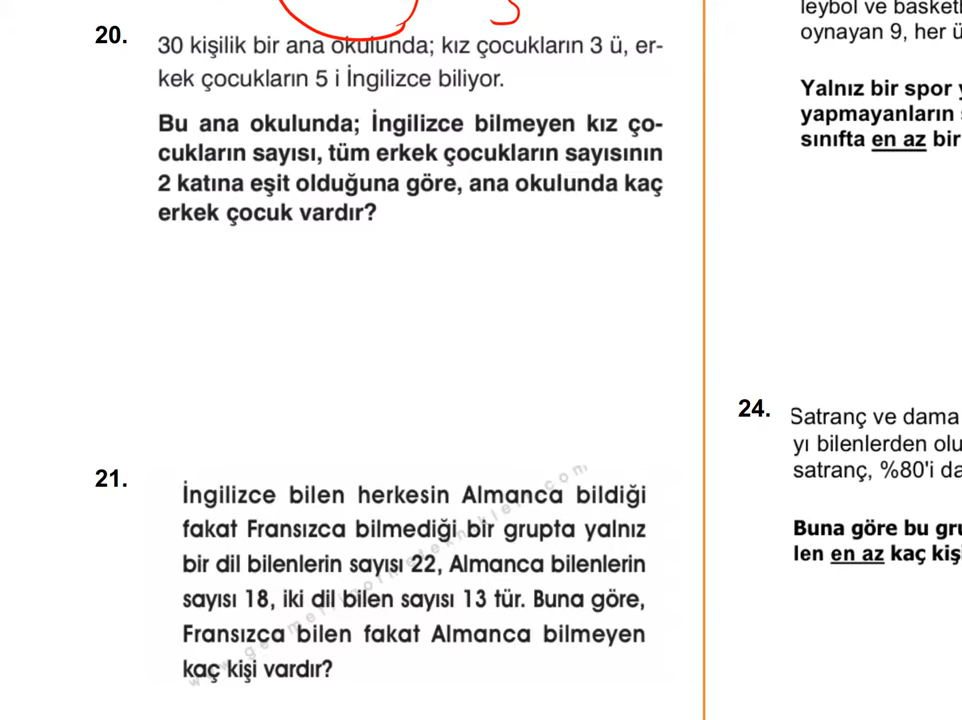 20.
30 kişilik bir ana okulunda; kız çocukların 3 ü, er-
kek çocukların 5 i İngilizce biliyor.
Bu ana okulunda; İngilizce bilmeyen kız ço-
cukların sayısı, tüm erkek çocukların sayısının
2 katına eşit olduğuna göre, ana okulunda kaç
erkek çocuk vardır?
21.
İngilizce bilen herkesin Almanca bildiği
fakat Fransızca bilmediği bir grupta yalnız
bir dil bilenlerin sayısı 22, Almanca bilenlerin
sayısı 18, iki dil bilen sayısı 13 tür. Buna göre,
Fransızca bilen fakat Almanca bilmeyen
kaç kişi vardır?
leybol ve basketb
oynayan 9, her ü
Yalnız bir spor
yapmayanların
sınıfta en az bir
24.
Satranç ve dama
yı bilenlerden olu
satranç, %80'i da
Buna göre bu gru
len en az kaç kiş